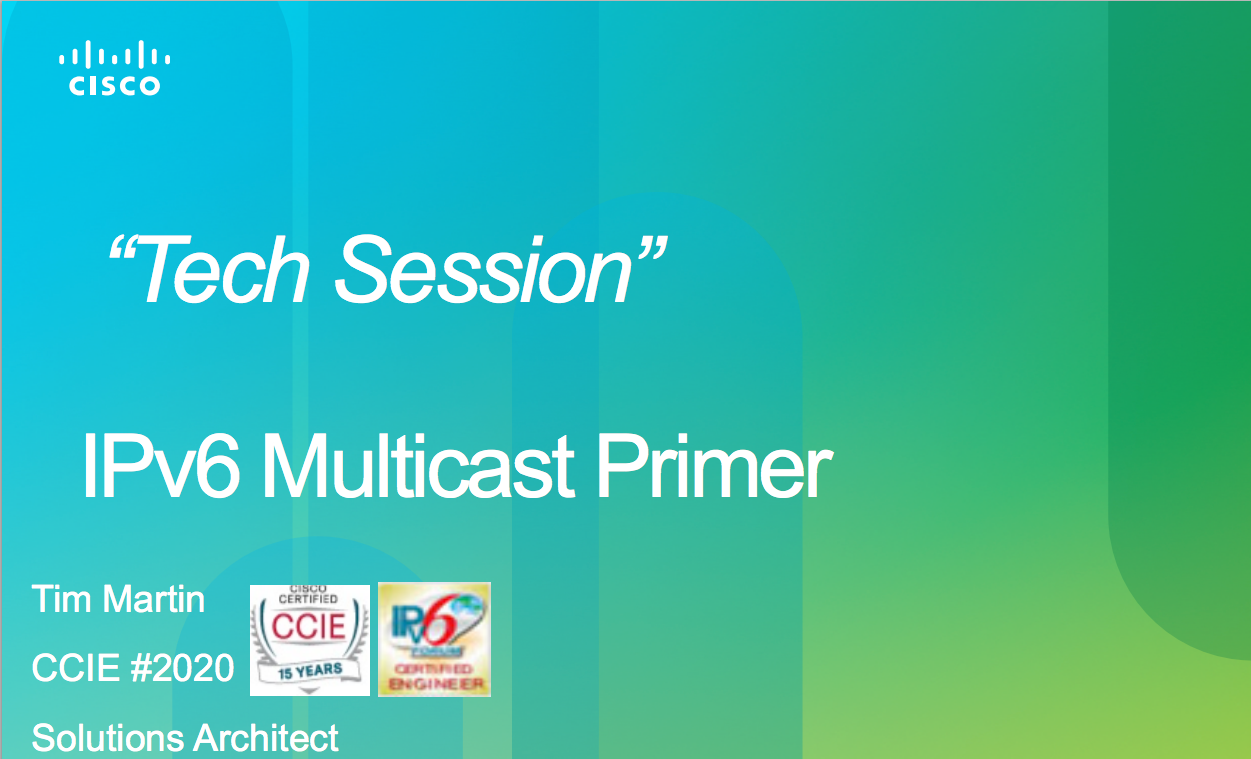 CISCO
“Tech Session”
IPv6 Multicast Primer
Tim Martin
CCIE #2020
Solutions Architect
CISCO
CERTIFIED
CCIE
15 YEARS
IPv6
FORUM
CERTIFIED
ENGINEER